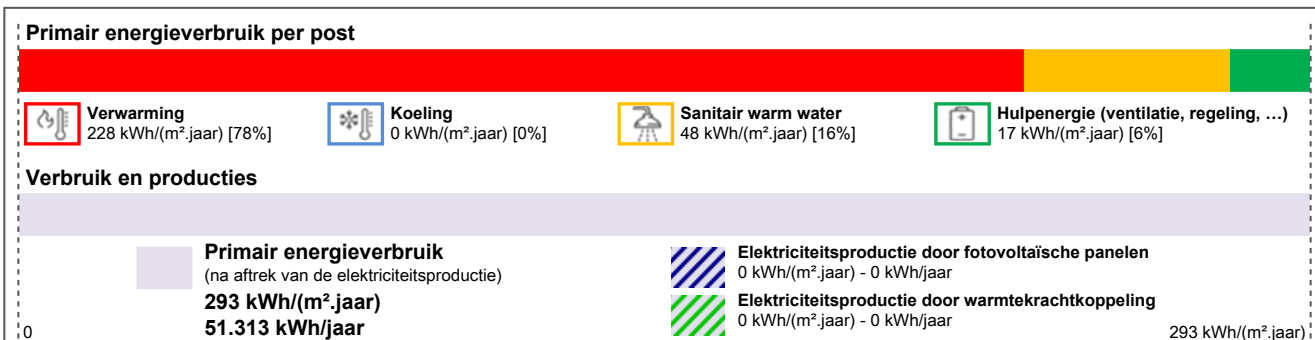 Primair energieverbruik per post
Verwarming
228 kWh/(m².jaar) [78%]
Koeling
0 kWh/(m².jaar) [0%]
Sanitair warm water
48 kWh/(m².jaar) [16%]
Hulpenergie (ventilatie, regeling, …)
17 kWh/(m².jaar) [6%]
Verbruik en producties
Primair energieverbruik
(na aftrek van de elektriciteitsproductie)
293 kWh/(m².jaar)
51.313 kWh/jaar
Elektriciteitsproductie door fotovoltaïsche panelen
0 kWh/(m².jaar) - 0 kWh/jaar
Elektriciteitsproductie door warmtekrachtkoppeling
0 kWh/(m².jaar) - 0 kWh/jaar
0
293 kWh/(m².jaar)